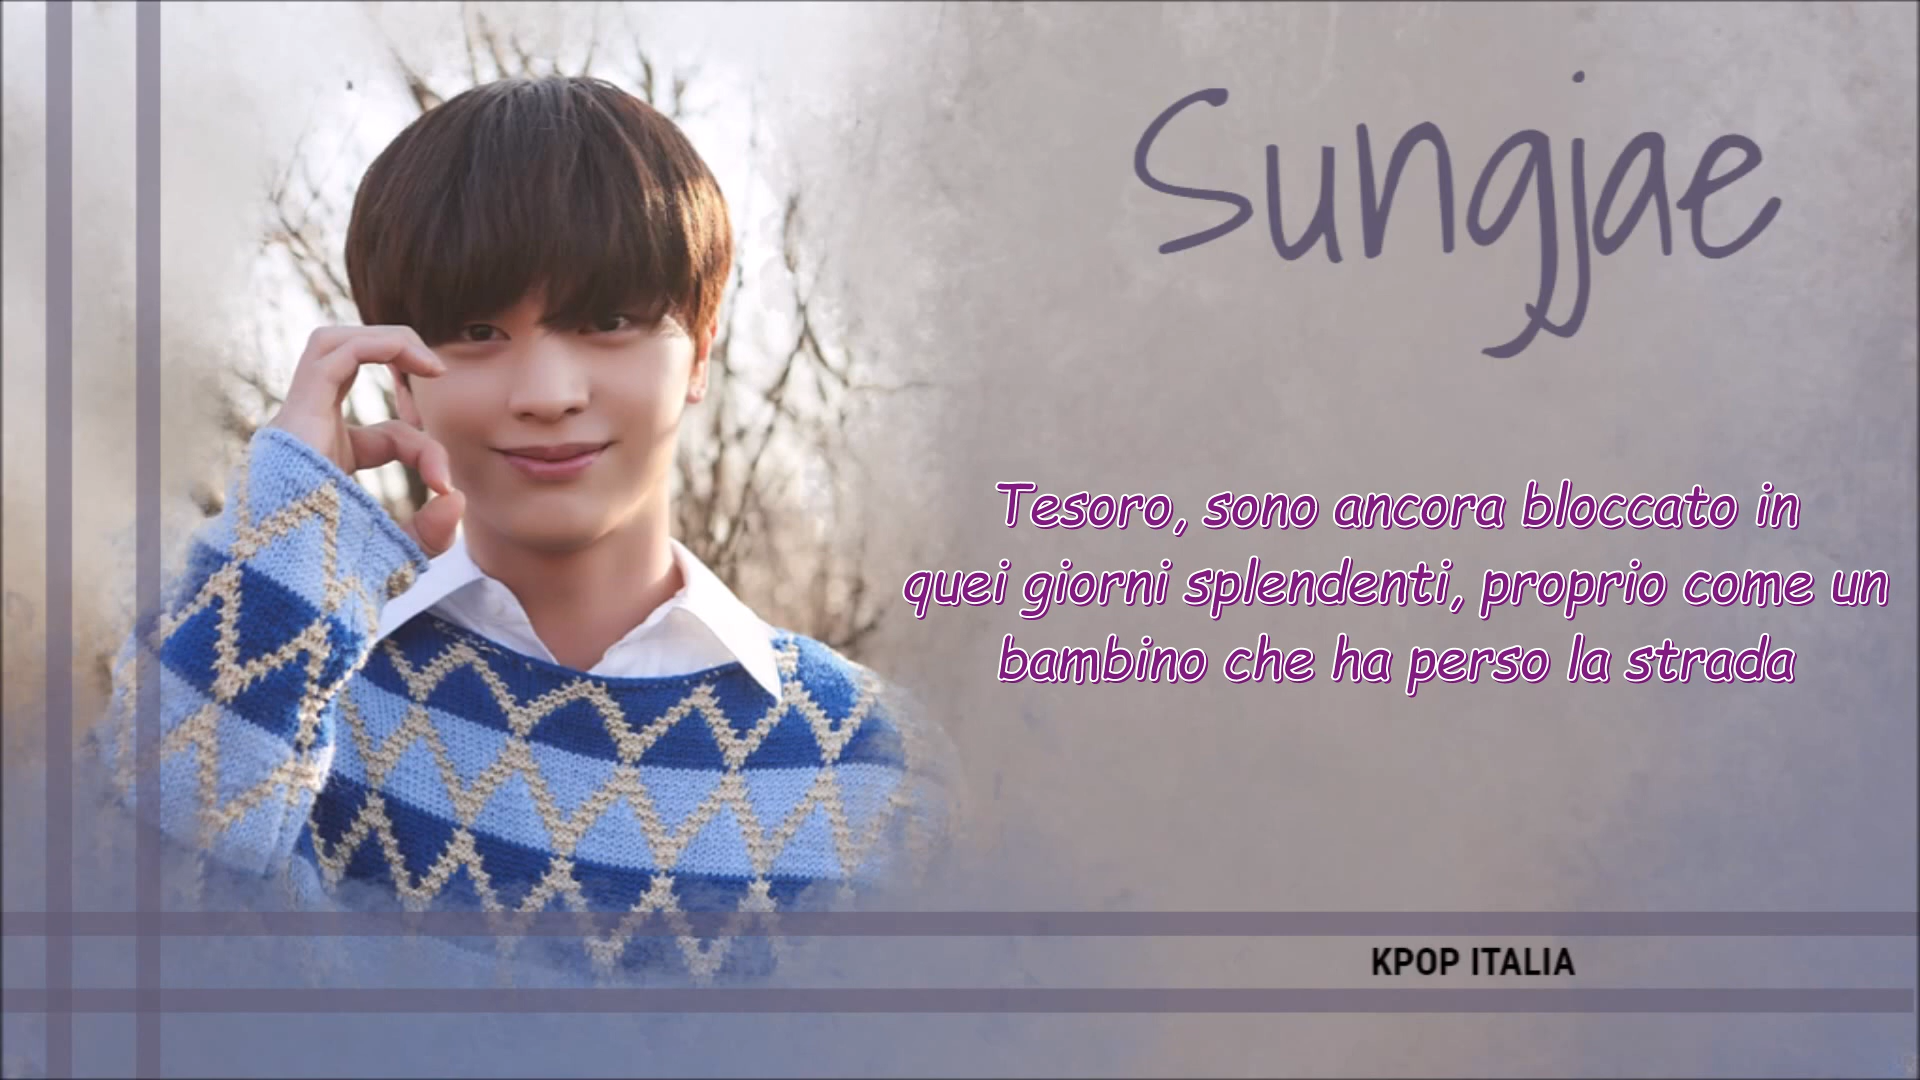 Sungjae
Tesoro, sono ancora bloccato in
quei giorni splendenti, proprio come un
bambino che ha perso la strada
KPOP ITALIA